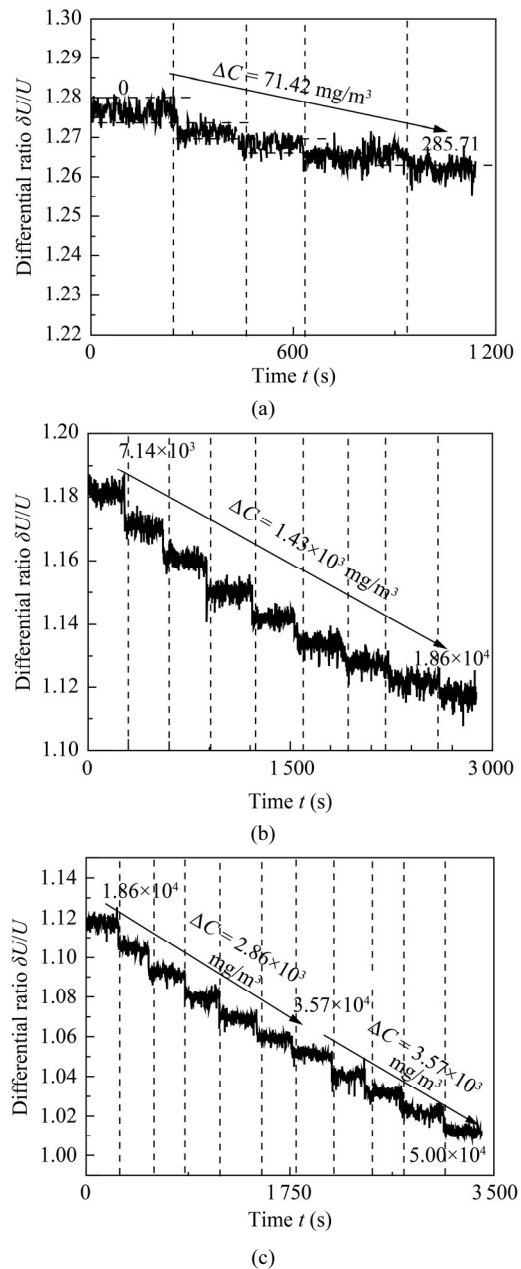 1.30
1.29
1.28
1.27
1.26
1.25
1.24
1.23
1.22
Differential ratio δU/U
0
ΔC = 71.42 mg/m³
285.71
0
600
1 200
Time t (s)
(a)
1.20
1.18
1.16
1.14
1.12
1.10
Differential ratio δU/U
7.14×10³
ΔC = 1.43×10³ mg/m³
1.86×10⁴
0
1 500
3 000
Time t (s)
(b)
1.14
1.12
1.10
1.08
1.06
1.04
1.02
1.00
Differential ratio δU/U
1.86×10⁴
ΔC = 2.86×10³
mg/m³
3.57×10⁴
ΔC = 3.57×10³
mg/m³
5.00×10⁴
0
1 750
3 500
Time t (s)
(c)